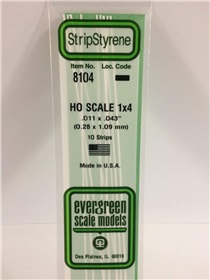 StripStyrene
Item No. Loc. Code
8104
HO SCALE 1x4
.011 x .043"
(0.28 x 1.09 mm)
10 Strips
Made in U.S.A.
evergreen
scale models
Des Plaines, IL 60018